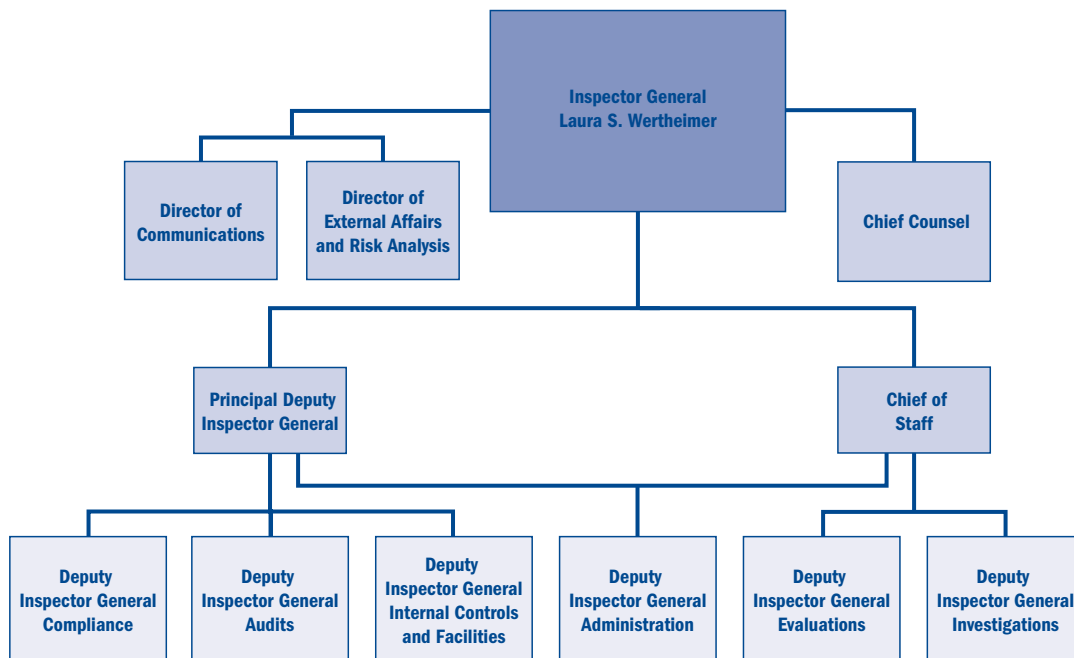 Inspector General
Laura S. Wertheimer
Director of
Communications
Director of
External Affairs
and Risk Analysis
Chief Counsel
Principal Deputy
Inspector General
Chief of
Staff
Deputy
Inspector General
Compliance
Deputy
Inspector General
Audits
Deputy
Inspector General
Internal Controls
and Facilities
Deputy
Inspector General
Administration
Deputy
Inspector General
Evaluations
Deputy
Inspector General
Investigations